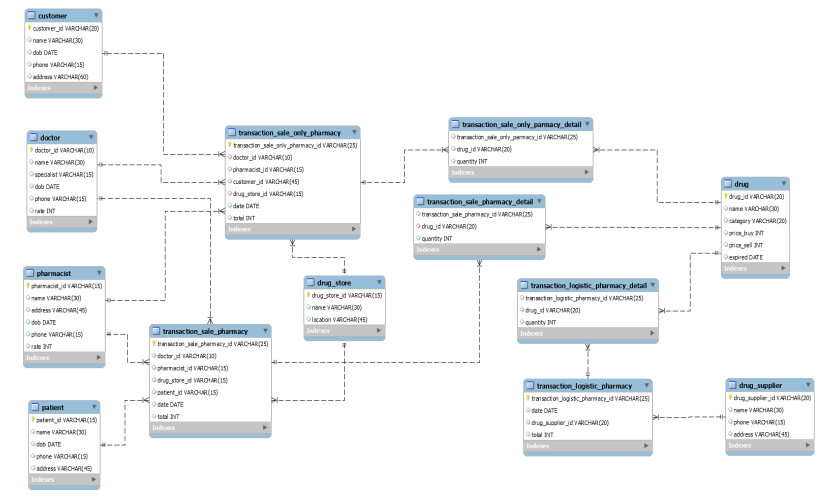 customer
customer_id VARCHAR(20)
name VARCHAR(30)
dob DATE
phone VARCHAR(15)
address VARCHAR(60)
Indexes
doctor
doctor_id VARCHAR(10)
name VARCHAR(30)
specialist VARCHAR(15)
dob DATE
phone VARCHAR(15)
rate INT
Indexes
pharmacist
pharmacist_id VARCHAR(15)
name VARCHAR(30)
address VARCHAR(45)
dob DATE
phone VARCHAR(15)
rate INT
Indexes
patient
patient_id VARCHAR(15)
name VARCHAR(30)
dob DATE
phone VARCHAR(15)
address VARCHAR(45)
Indexes
transaction_sale_only_pharmacy
transaction_sale_only_pharmacy_id VARCHAR(25)
doctor_id VARCHAR(10)
pharmacist_id VARCHAR(15)
customer_id VARCHAR(45)
drug_store_id VARCHAR(15)
date DATE
total INT
Indexes
drug_store
drug_store_id VARCHAR(15)
name VARCHAR(30)
location VARCHAR(45)
Indexes
transaction_sale_pharmacy
transaction_sale_pharmacy_id VARCHAR(25)
doctor_id VARCHAR(10)
pharmacist_id VARCHAR(15)
drug_store_id VARCHAR(15)
patient_id VARCHAR(15)
date DATE
total INT
Indexes
transaction_sale_only_parmacy_detail
transaction_sale_only_parmacy_id VARCHAR(25)
drug_id VARCHAR(20)
quantity INT
Indexes
transaction_sale_parmacy_detail
transaction_sale_pharmacy_id VARCHAR(25)
drug_id VARCHAR(20)
quantity INT
Indexes
transaction_logistic_pharmacy_detail
transaction_logistic_pharmacy_id VARCHAR(25)
drug_id VARCHAR(20)
quantity INT
Indexes
transaction_logistic_pharmacy
transaction_logistic_pharmacy_id VARCHAR(25)
date DATE
drug_supplier_id VARCHAR(20)
total INT
Indexes
drug
drug_id VARCHAR(20)
name VARCHAR(30)
category VARCHAR(20)
price_buy INT
price_sell INT
expired DATE
Indexes
drug_supplier
drug_supplier_id VARCHAR(20)
name VARCHAR(30)
phone VARCHAR(15)
address VARCHAR(45)
Indexes